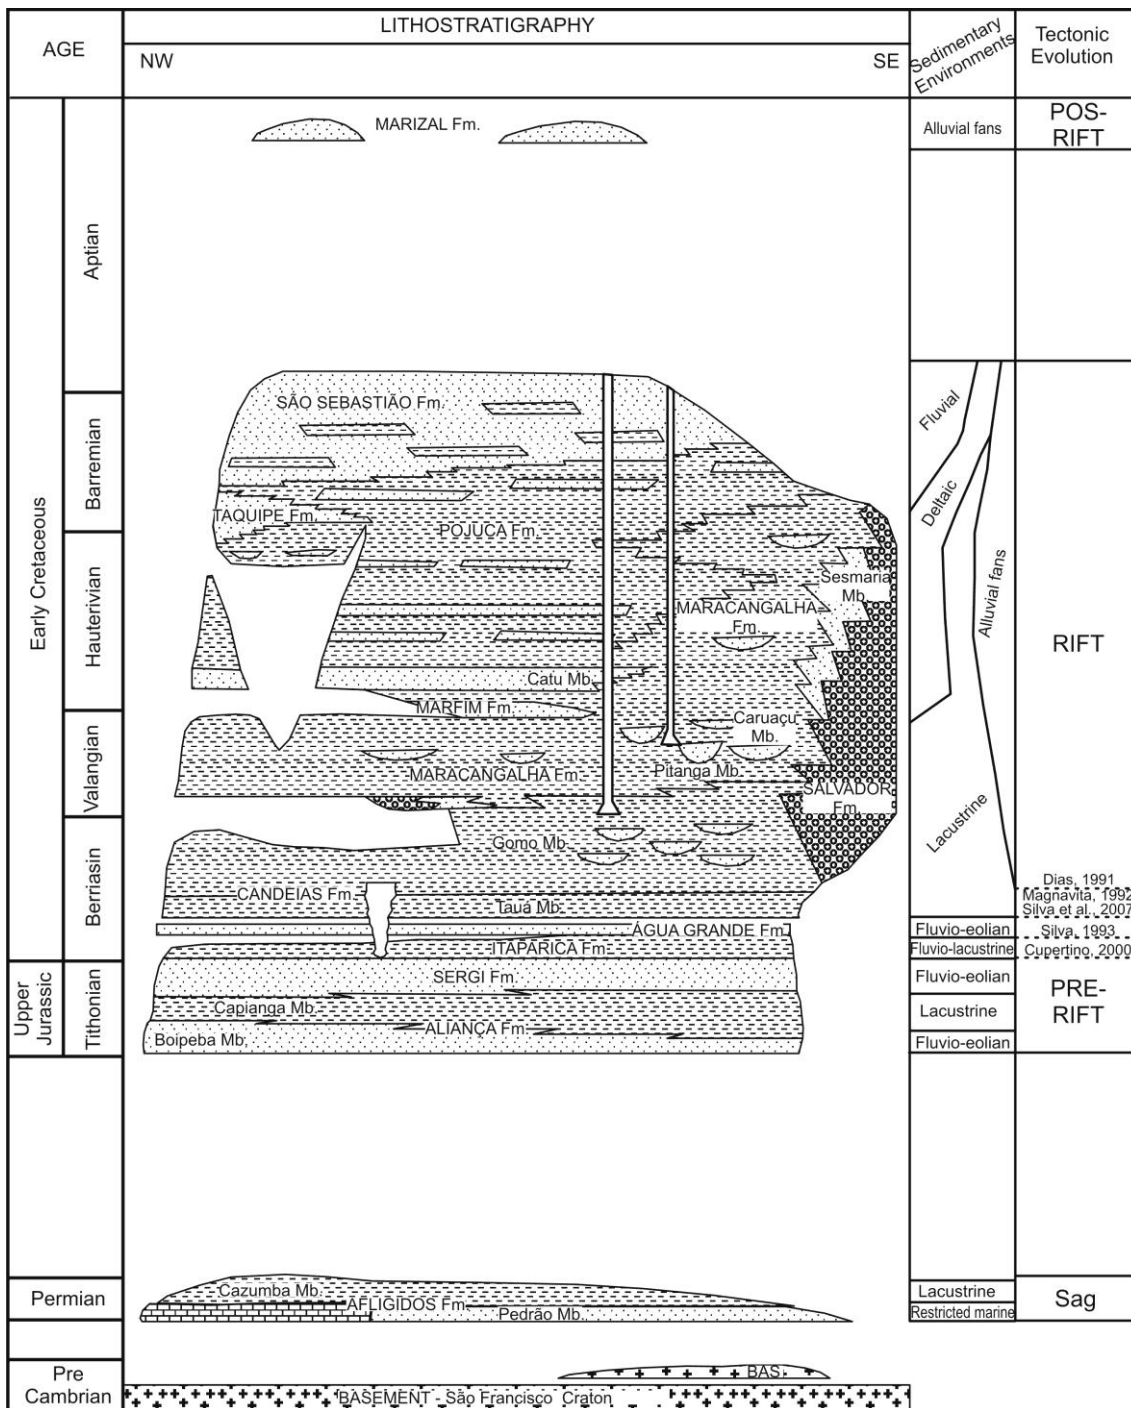 AGE
LITHOSTRATIGRAPHY
NW
SE
Sedimentary
Environments
Tectonic
Evolution
MARIZAL Fm.
Alluvial fans
POS-
RIFT
Aptian
SÃO SEBASTIÃO Fm.
Fluvial
Barremian
Deltaic
TAQUIPE Fm.
POJUCA Fm.
Early Cretaceous
Sesmaria
Mb.
MARACANGALHA
Fm.
Alluvial fans
Hauterivian
RIFT
Catu Mb.
MARFIM Fm.
Caruaçu
Mb.
Valangian
MARACANGALHA Fm.
Pitanga Mb.
SALVADOR
Fm.
Lacustrine
Gomo Mb.
Berriasin
CANDEIAS Fm.
Tauá Mb.
Dias, 1991
Magnavita, 1992
Silva et al., 2007
ÁGUA GRANDE Fm.
Fluvio-eolian
Silva, 1993
ITAPARICA Fm.
Fluvio-lacustrine
Cupertino, 2000
Upper
Jurassic
Tithonian
SERGI Fm.
Fluvio-eolian
PRE-
RIFT
Capianga Mb.
Lacustrine
ALIANÇA Fm.
Boipeba Mb.
Fluvio-eolian
Permian
Cazumba Mb.
Lacustrine
Sag
AFLIGIDOS Fm.
Pedrão Mb.
Restricted marine
Pre
Cambrian
BAS.
BASEMENT - São Francisco Craton